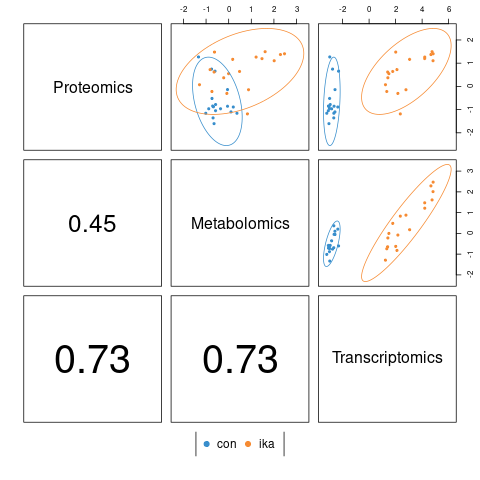 -2 -1 0 1 2 3
-2 0 2 4 6
Proteomics
-2 -1 0 1 2
0.45
Metabolomics
-2 -1 0 1 2 3
0.73
0.73
Transcriptomics
con ika